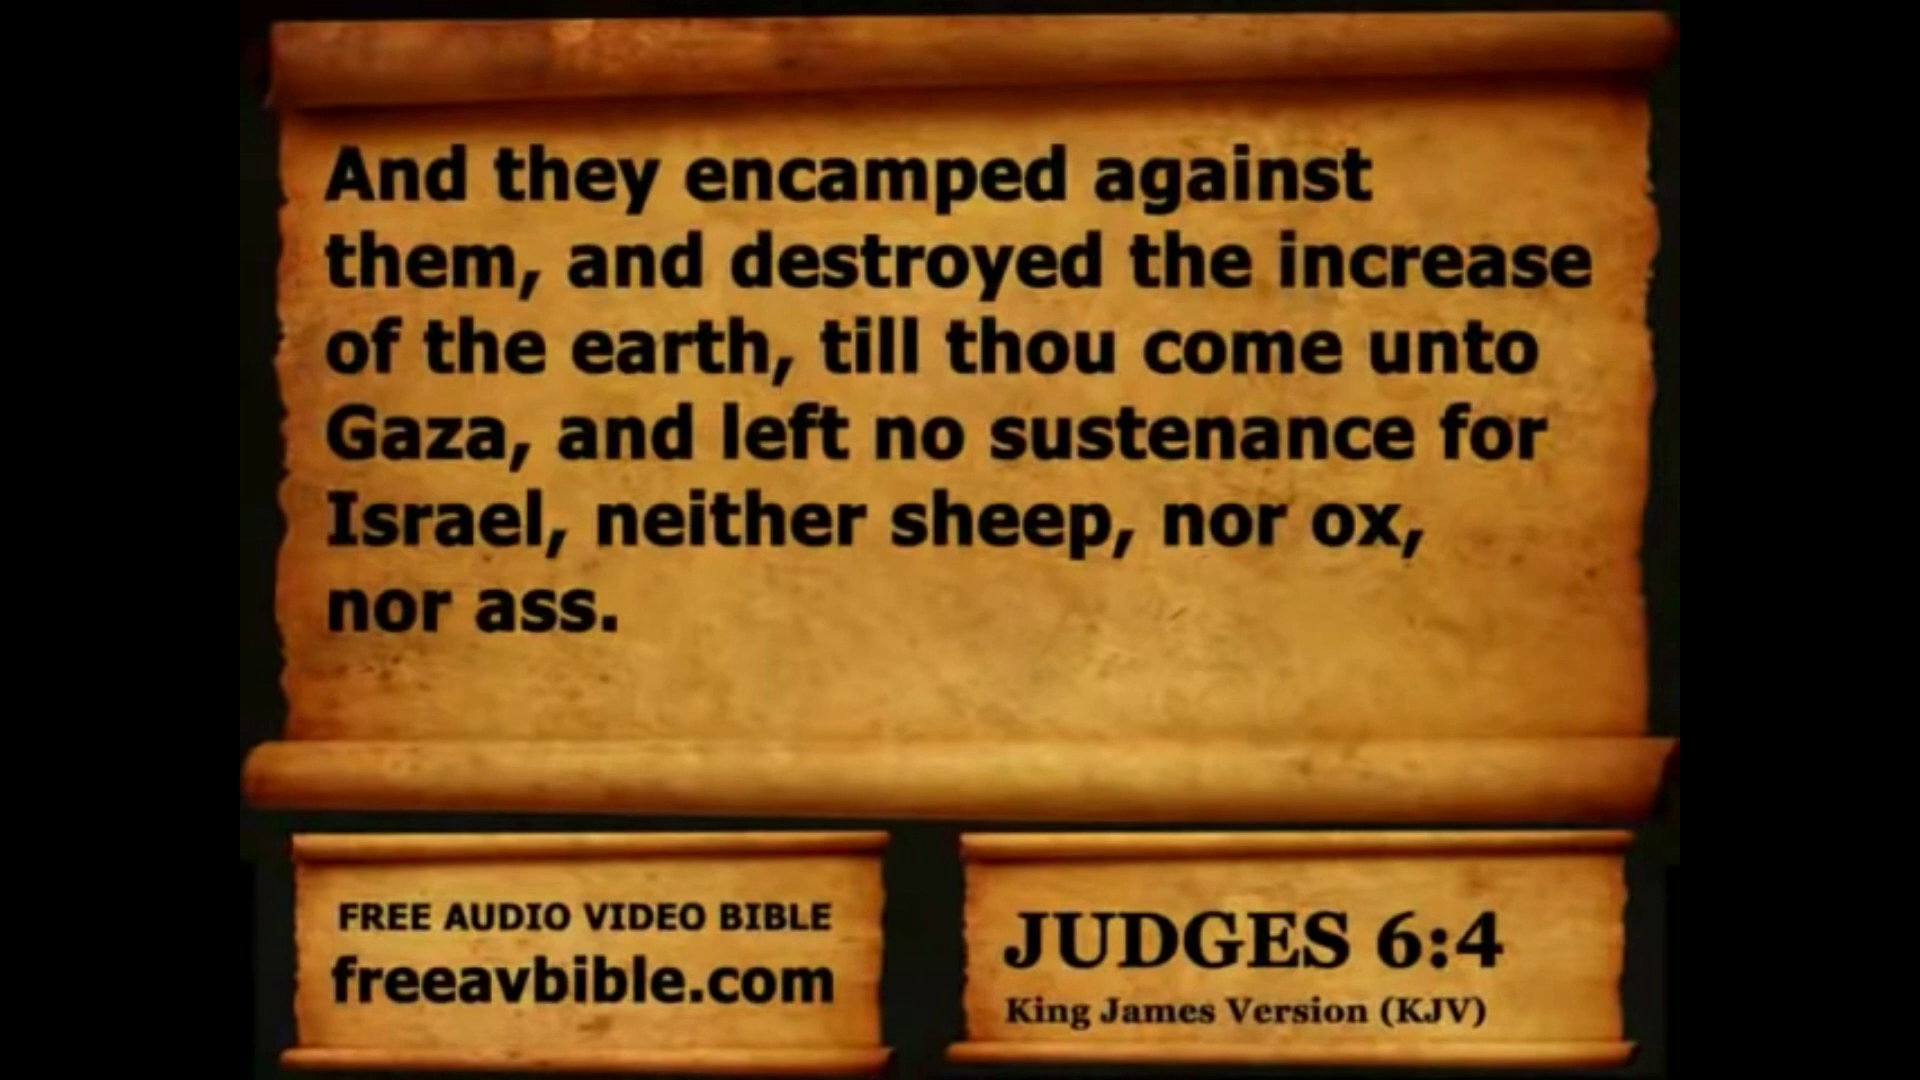 And they encamped against
them, and destroyed the increase
of the earth, till thou come unto
Gaza, and left no sustenance for
Israel, neither sheep, nor ox,
nor ass.
FREE AUDIO VIDEO BIBLE
freeavbible.com
JUDGES 6:4
King James Version (KJV)